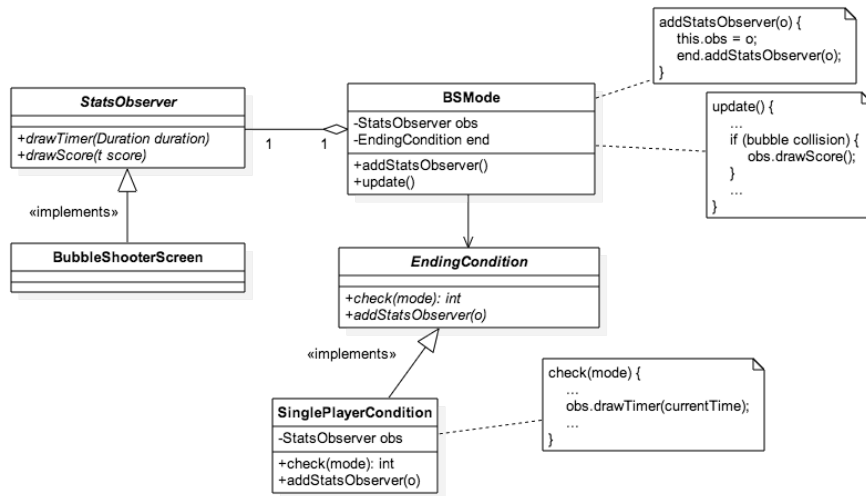 addStatsObserver(o) {
this.obs = o;
end.addStatsObserver(o);
}
StatsObserver
+drawTimer(Duration duration)
+drawScore(t score)
1
1
BSMode
-StatsObserver obs
-EndingCondition end
+addStatsObserver()
+update()
update() {
...
if (bubble collision) {
obs.drawScore();
}
...
}
«implements»
BubbleShooterScreen
EndingCondition
+check(mode): int
+addStatsObserver(o)
«implements»
SinglePlayerCondition
-StatsObserver obs
+check(mode): int
+addStatsObserver(o)
check(mode) {
...
obs.drawTimer(currentTime);
...
}